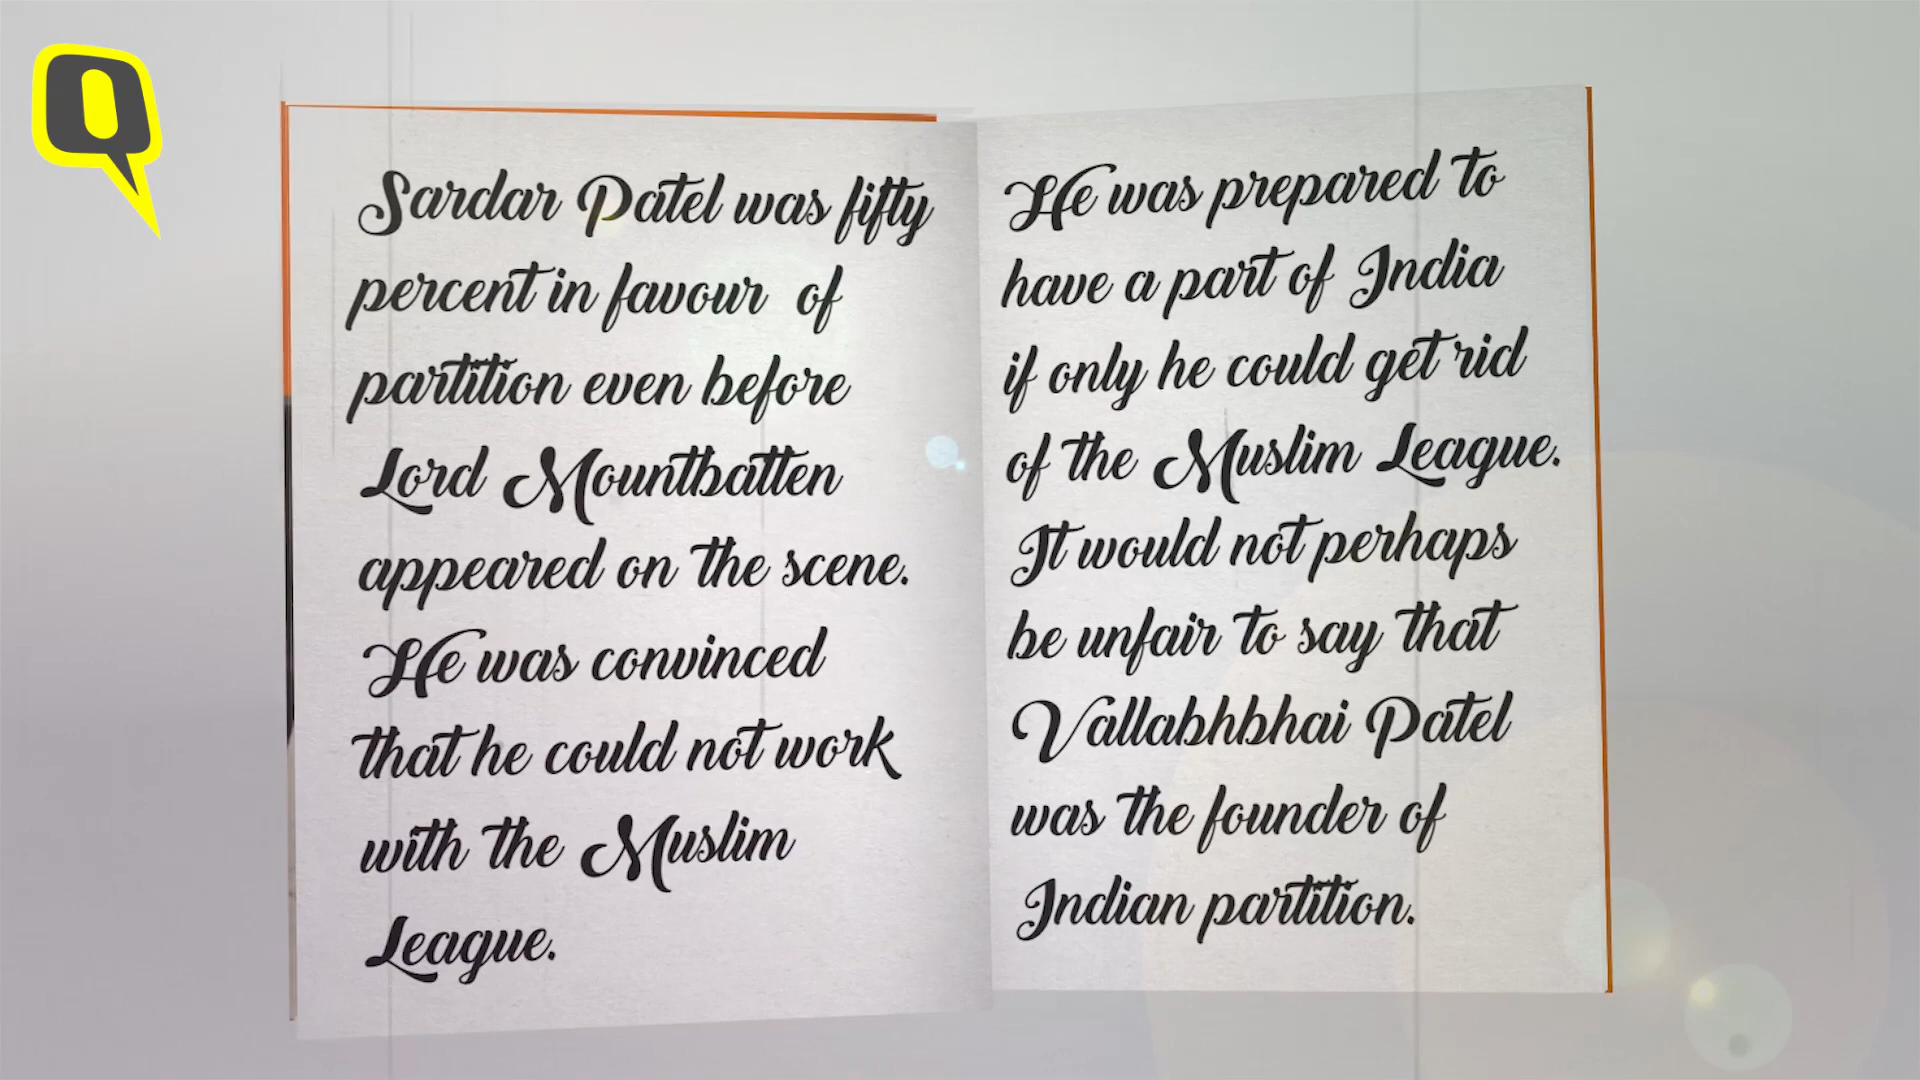 Q
Sardar Patel was fifty
percent in favour of
partition even before
Lord Mountbatten
appeared on the scene.
He was convinced
that he could not work
with the Muslim
League.
He was prepared to
have a part of India
if only he could get rid
of the Muslim League.
It would not perhaps
be unfair to say that
Vallabhbhai Patel
was the founder of
Indian partition.